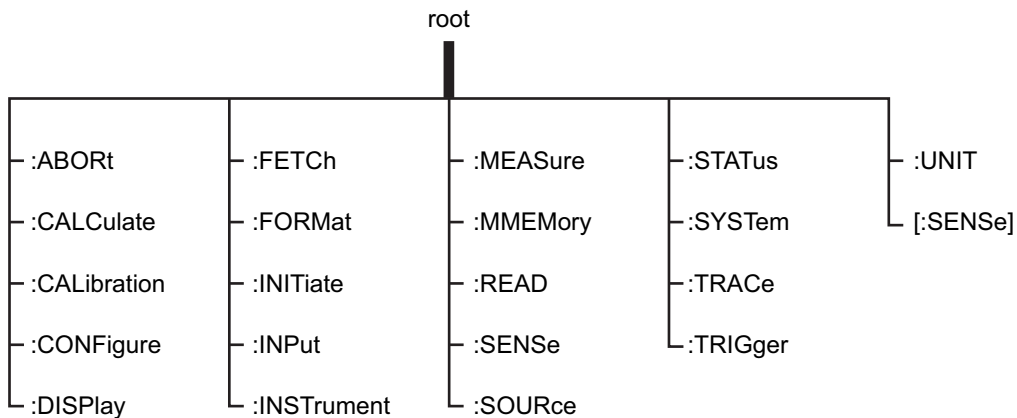 root
:ABORt
:CALCulate
:CALibration
:CONFigure
:DISPlay
:FETCh
:FORMat
:INITiate
:INPut
:INSTrument
:MEASure
:MMEMory
:READ
:SENSe
:SOURce
:STATus
:SYSTem
:TRACe
:TRIGger
:UNIT
[:SENSe]